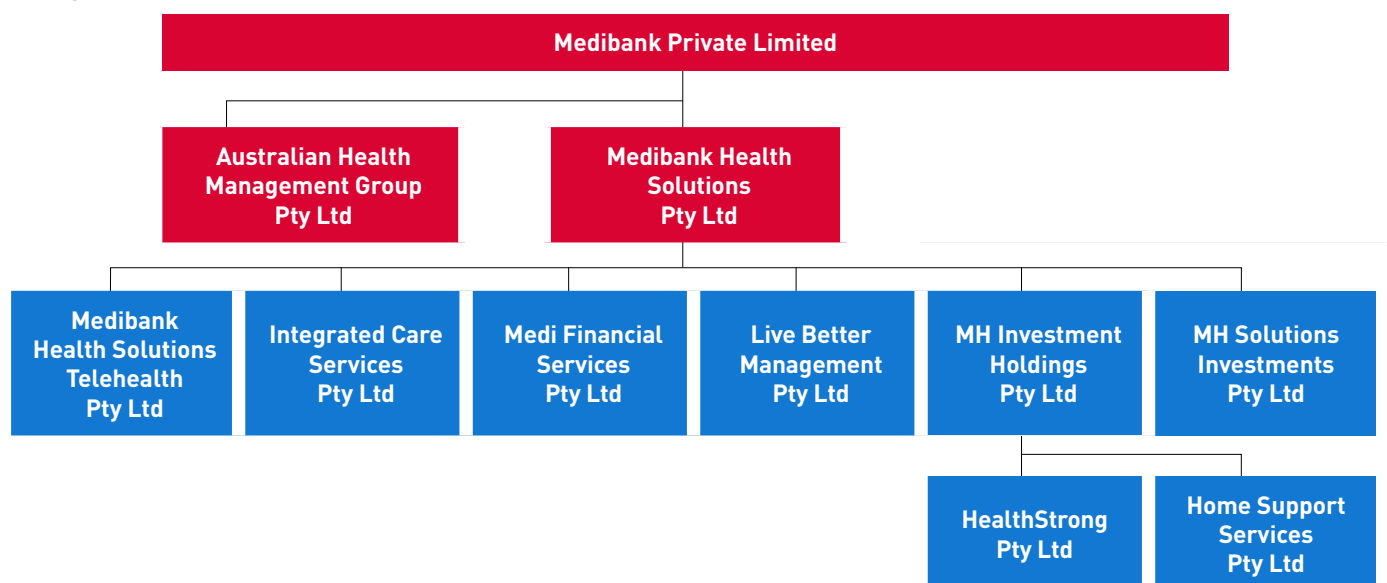 Medibank Private Limited
Australian Health
Management Group
Pty Ltd
Medibank Health
Solutions
Pty Ltd
Medibank
Health Solutions
Telehealth
Pty Ltd
Integrated Care
Services
Pty Ltd
Medi Financial
Services
Pty Ltd
Live Better
Management
Pty Ltd
MH Investment
Holdings
Pty Ltd
MH Solutions
Investments
Pty Ltd
HealthStrong
Pty Ltd
Home Support
Services
Pty Ltd